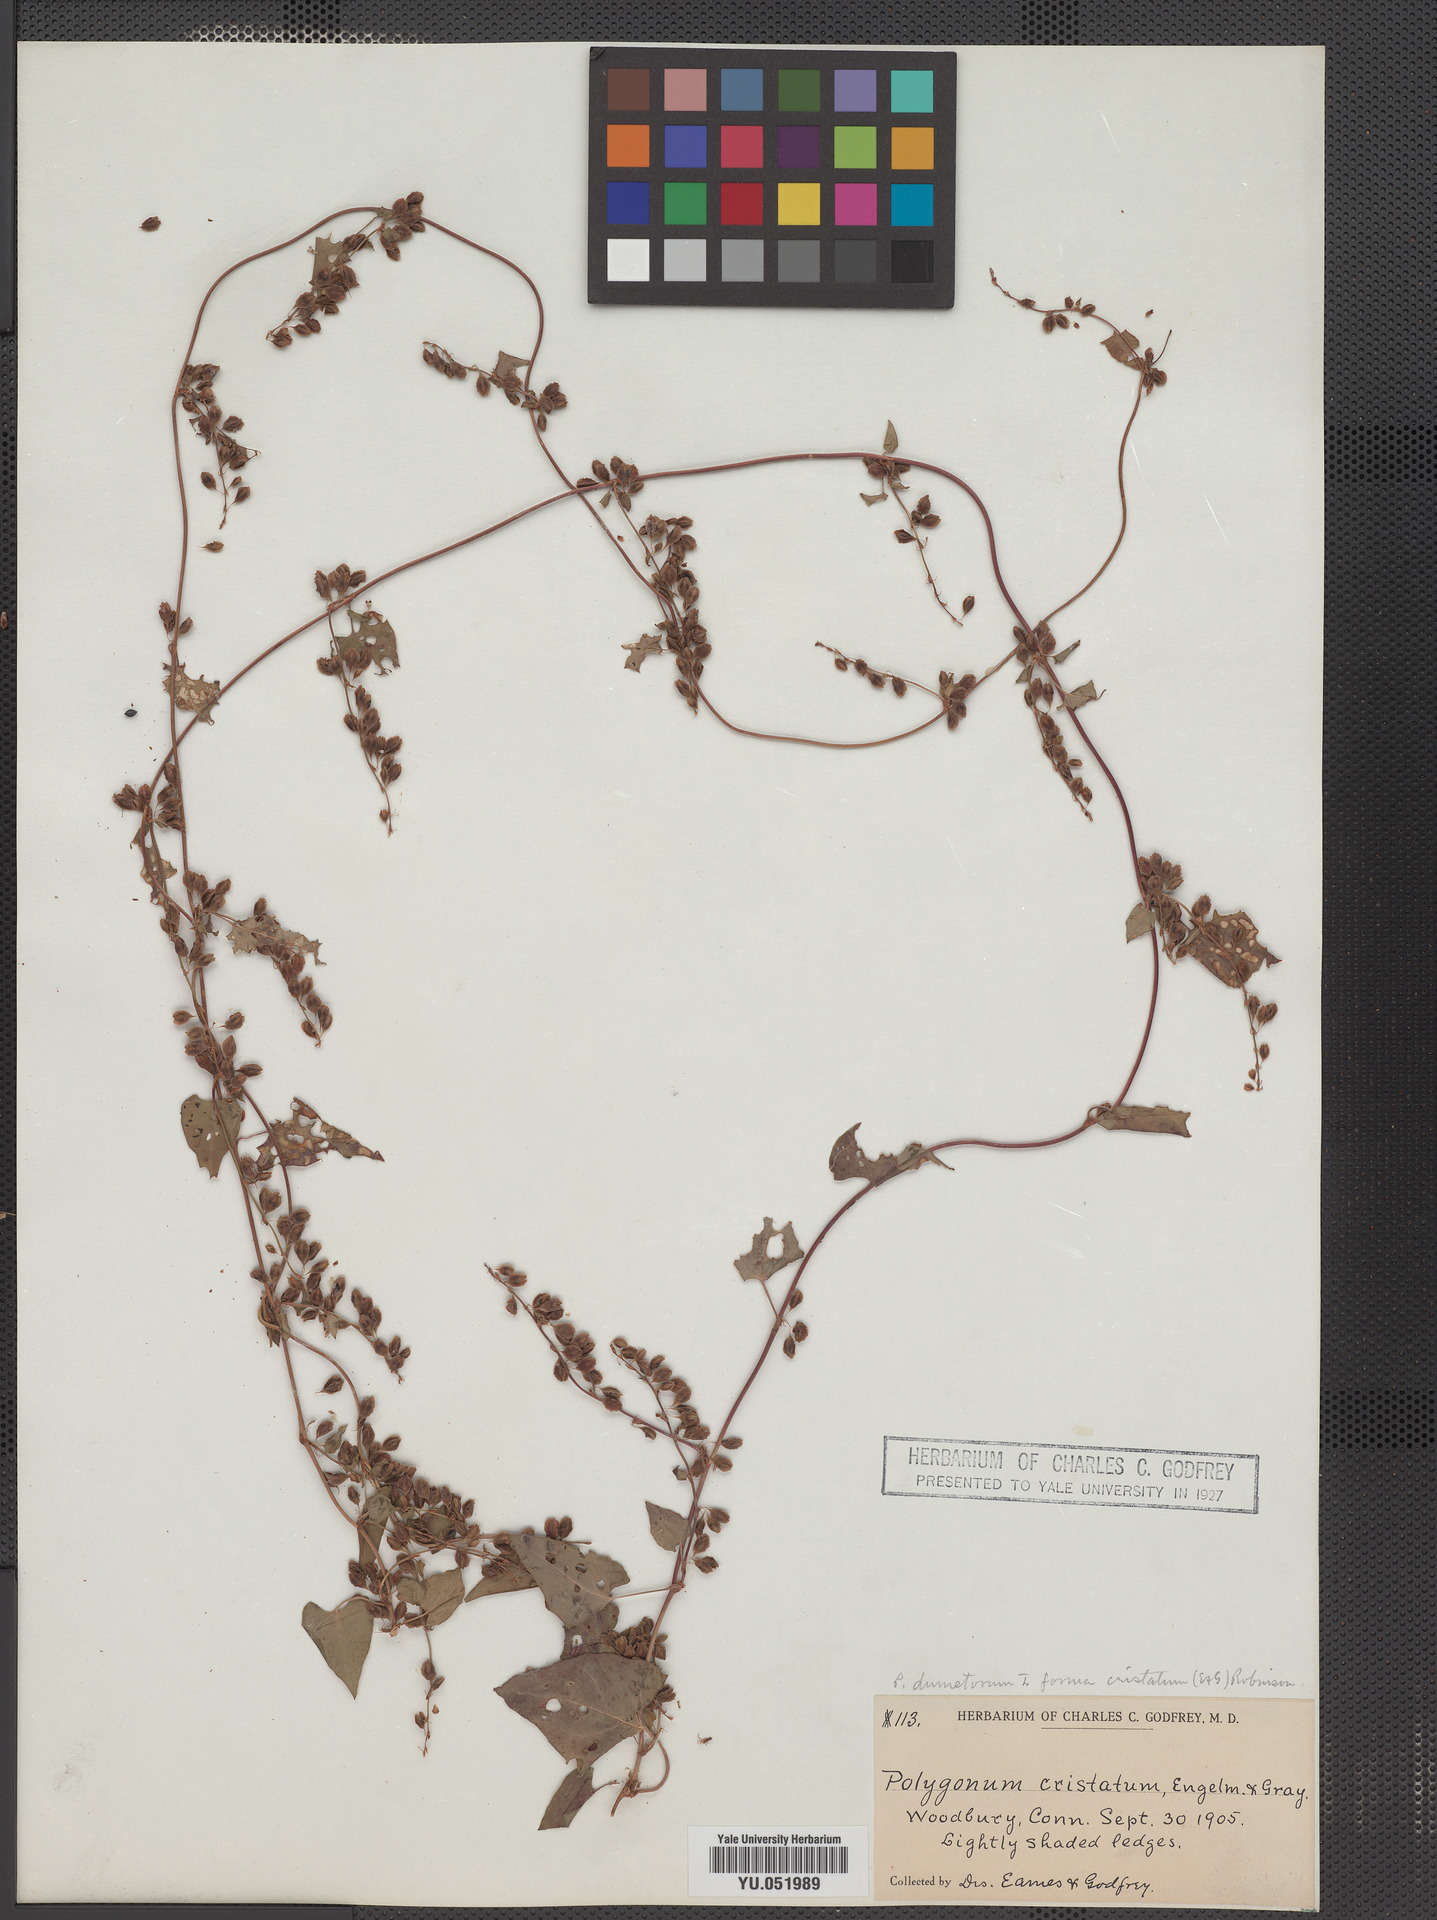 HERBARIUM OF CHARLES C. GODFREY
PRESENTED TO YALE UNIVERSITY IN 1927
P. dumetorum L forma cristatum (E&G) Robinson.
113. HERBARIUM OF CHARLES C. GODFREY, M. D.
Polygonum cristatum, Engelm. & Gray.
Woodbury, Conn. Sept. 30 1905.
Lightly shaded ledges.
Collected by Drs. Eames & Godfrey.
Yale University Herbarium
YU.051989